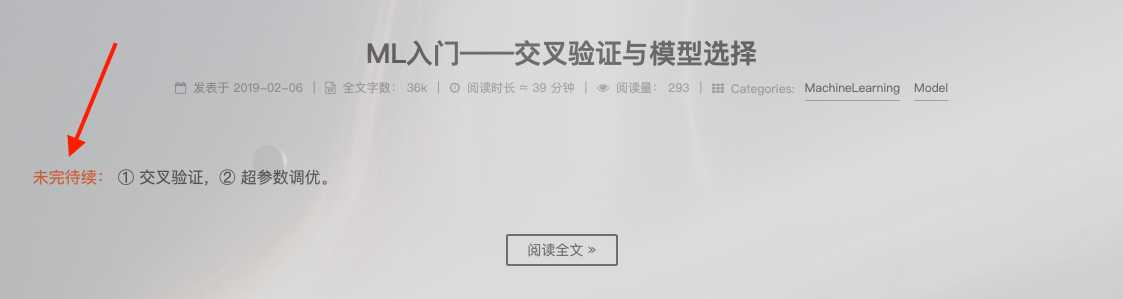 ML入门——交叉验证与模型选择
发表于 2019-02-06 | 全文字数： 36k | 阅读时长 ≈ 39 分钟 | 阅读量： 293 | Categories: MachineLearning Model
未完待续： ① 交叉验证，② 超参数调优。
阅读全文 »